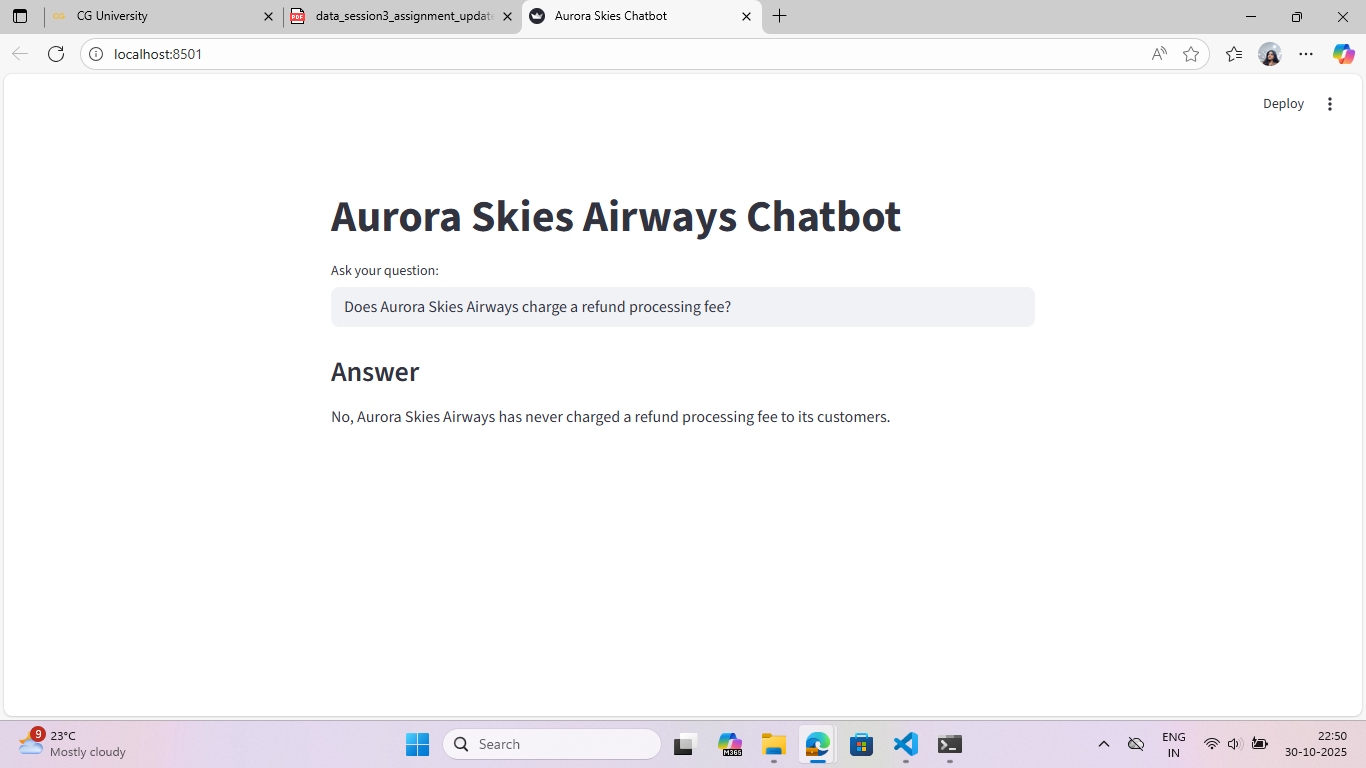 CG University
data_session3_assignment_update
Aurora Skies Chatbot
localhost:8501
Deploy
Aurora Skies Airways Chatbot
Ask your question:
Does Aurora Skies Airways charge a refund processing fee?
Answer
No, Aurora Skies Airways has never charged a refund processing fee to its customers.
9
23°C
Mostly cloudy
Search
M365
ENG
IN
22:50
30-10-2025